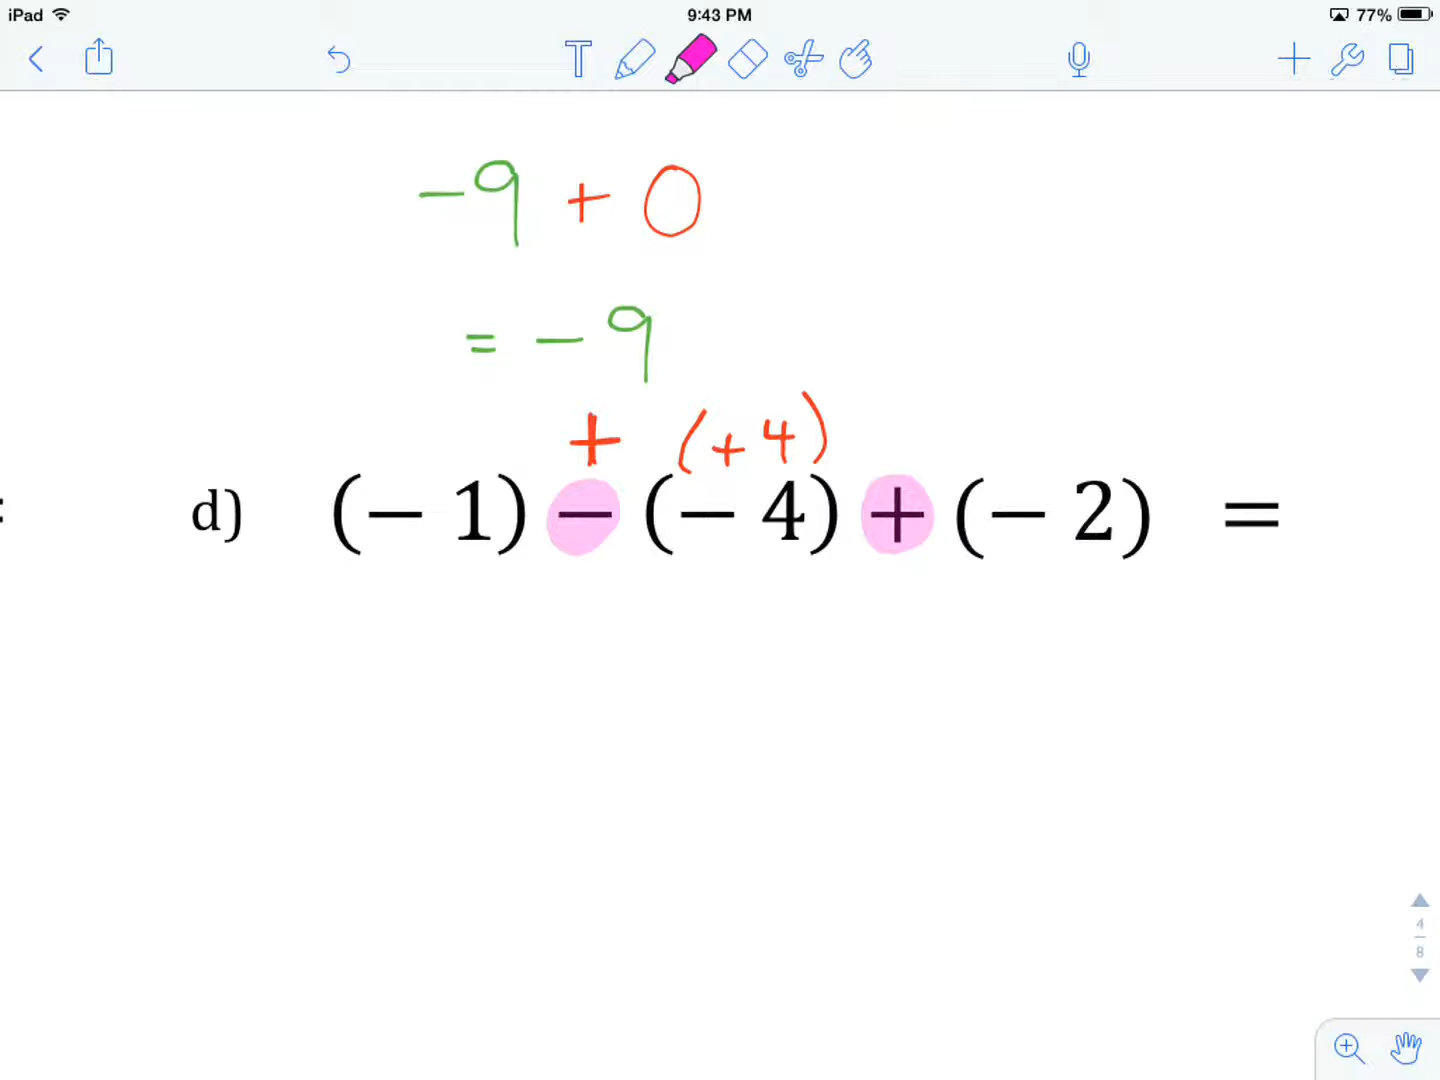 iPad 9:43 PM 77%
T
-9 + 0
= -9
+ (+4)
d) (− 1) − (− 4) + (− 2) =
4
8